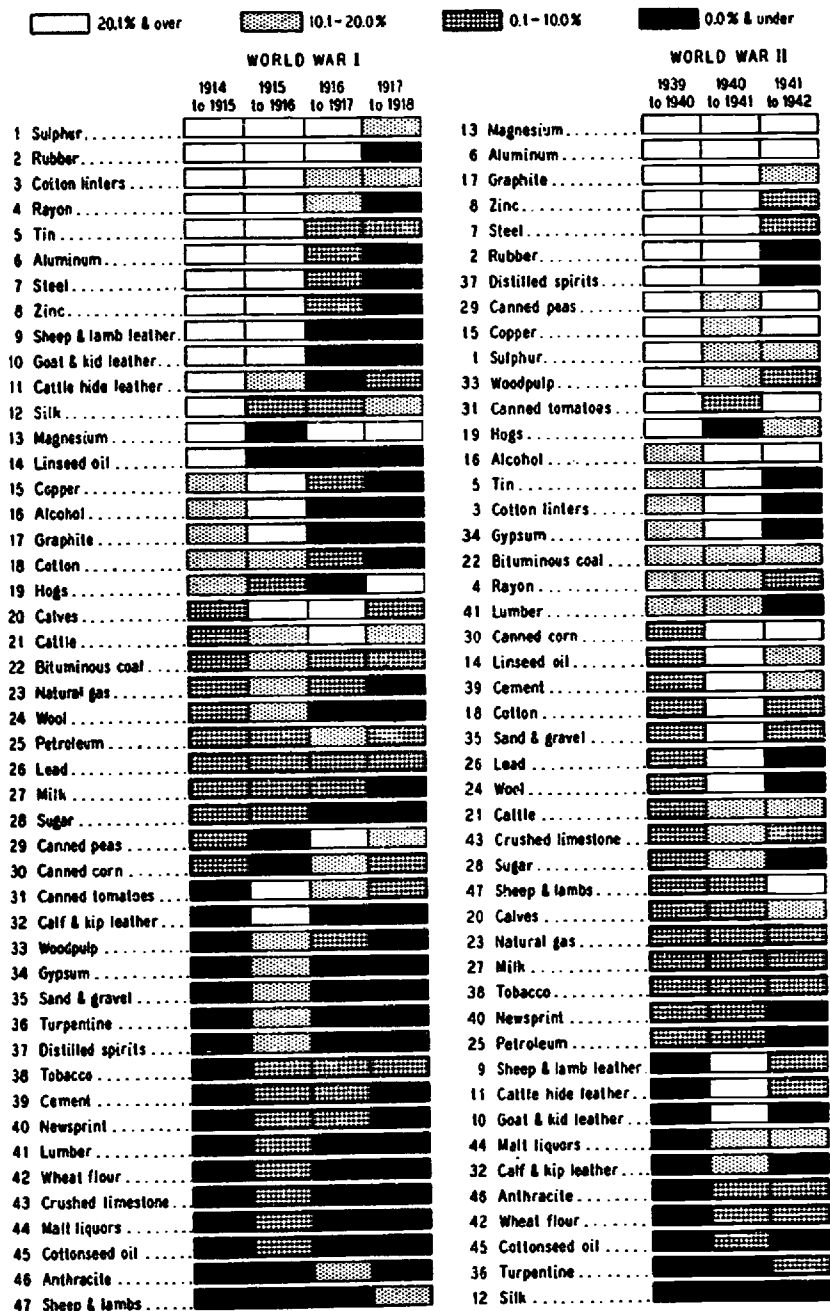 20.1% & over
10.1-20.0%
0.1-10.0%
0.0% & under
WORLD WAR I
1914 to 1915
1915 to 1916
1916 to 1917
1917 to 1918
1 Sulpher
2 Rubber
3 Cotton linters
4 Rayon
5 Tin
6 Aluminum
7 Steel
8 Zinc
9 Sheep & lamb leather
10 Goat & kid leather
11 Cattle hide leather
12 Silk
13 Magnesium
14 Linseed oil
15 Copper
16 Alcohol
17 Graphite
18 Cotton
19 Hogs
20 Calves
21 Cattle
22 Bituminous coal
23 Natural gas
24 Wool
25 Petroleum
26 Lead
27 Milk
28 Sugar
29 Canned peas
30 Canned corn
31 Canned tomatoes
32 Calf & kip leather
33 Woodpulp
34 Gypsum
35 Sand & gravel
36 Turpentine
37 Distilled spirits
38 Tobacco
39 Cement
40 Newsprint
41 Lumber
42 Wheat flour
43 Crushed limestone
44 Malt liquors
45 Cottonseed oil
46 Anthracite
47 Sheep & lambs
WORLD WAR II
1939 to 1940
1940 to 1941
1941 to 1942
13 Magnesium
6 Aluminum
17 Graphite
8 Zinc
7 Steel
2 Rubber
37 Distilled spirits
29 Canned peas
15 Copper
1 Sulphur
33 Woodpulp
31 Canned tomatoes
19 Hogs
16 Alcohol
5 Tin
3 Cotton linters
34 Gypsum
22 Bituminous coal
4 Rayon
41 Lumber
30 Canned corn
14 Linseed oil
39 Cement
18 Cotton
35 Sand & gravel
26 Lead
24 Wool
21 Cattle
43 Crushed limestone
28 Sugar
47 Sheep & lambs
20 Calves
23 Natural gas
27 Milk
38 Tobacco
40 Newsprint
25 Petroleum
9 Sheep & lamb leather
11 Cattle hide leather
10 Goat & kid leather
44 Malt liquors
32 Calf & kip leather
46 Anthracite
42 Wheat flour
45 Cottonseed oil
36 Turpentine
12 Silk